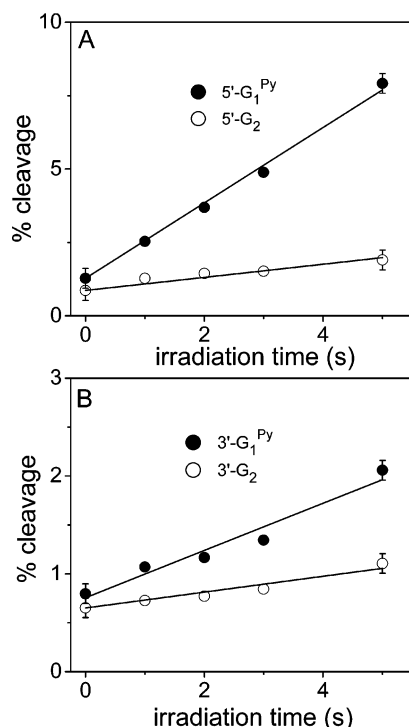 A
10
5
0
% cleavage
5'-G₁ᴾʸ
5'-G₂
0 2 4
irradiation time (s)
B
3
2
1
0
% cleavage
3'-G₁ᴾʸ
3'-G₂
0 2 4
irradiation time (s)